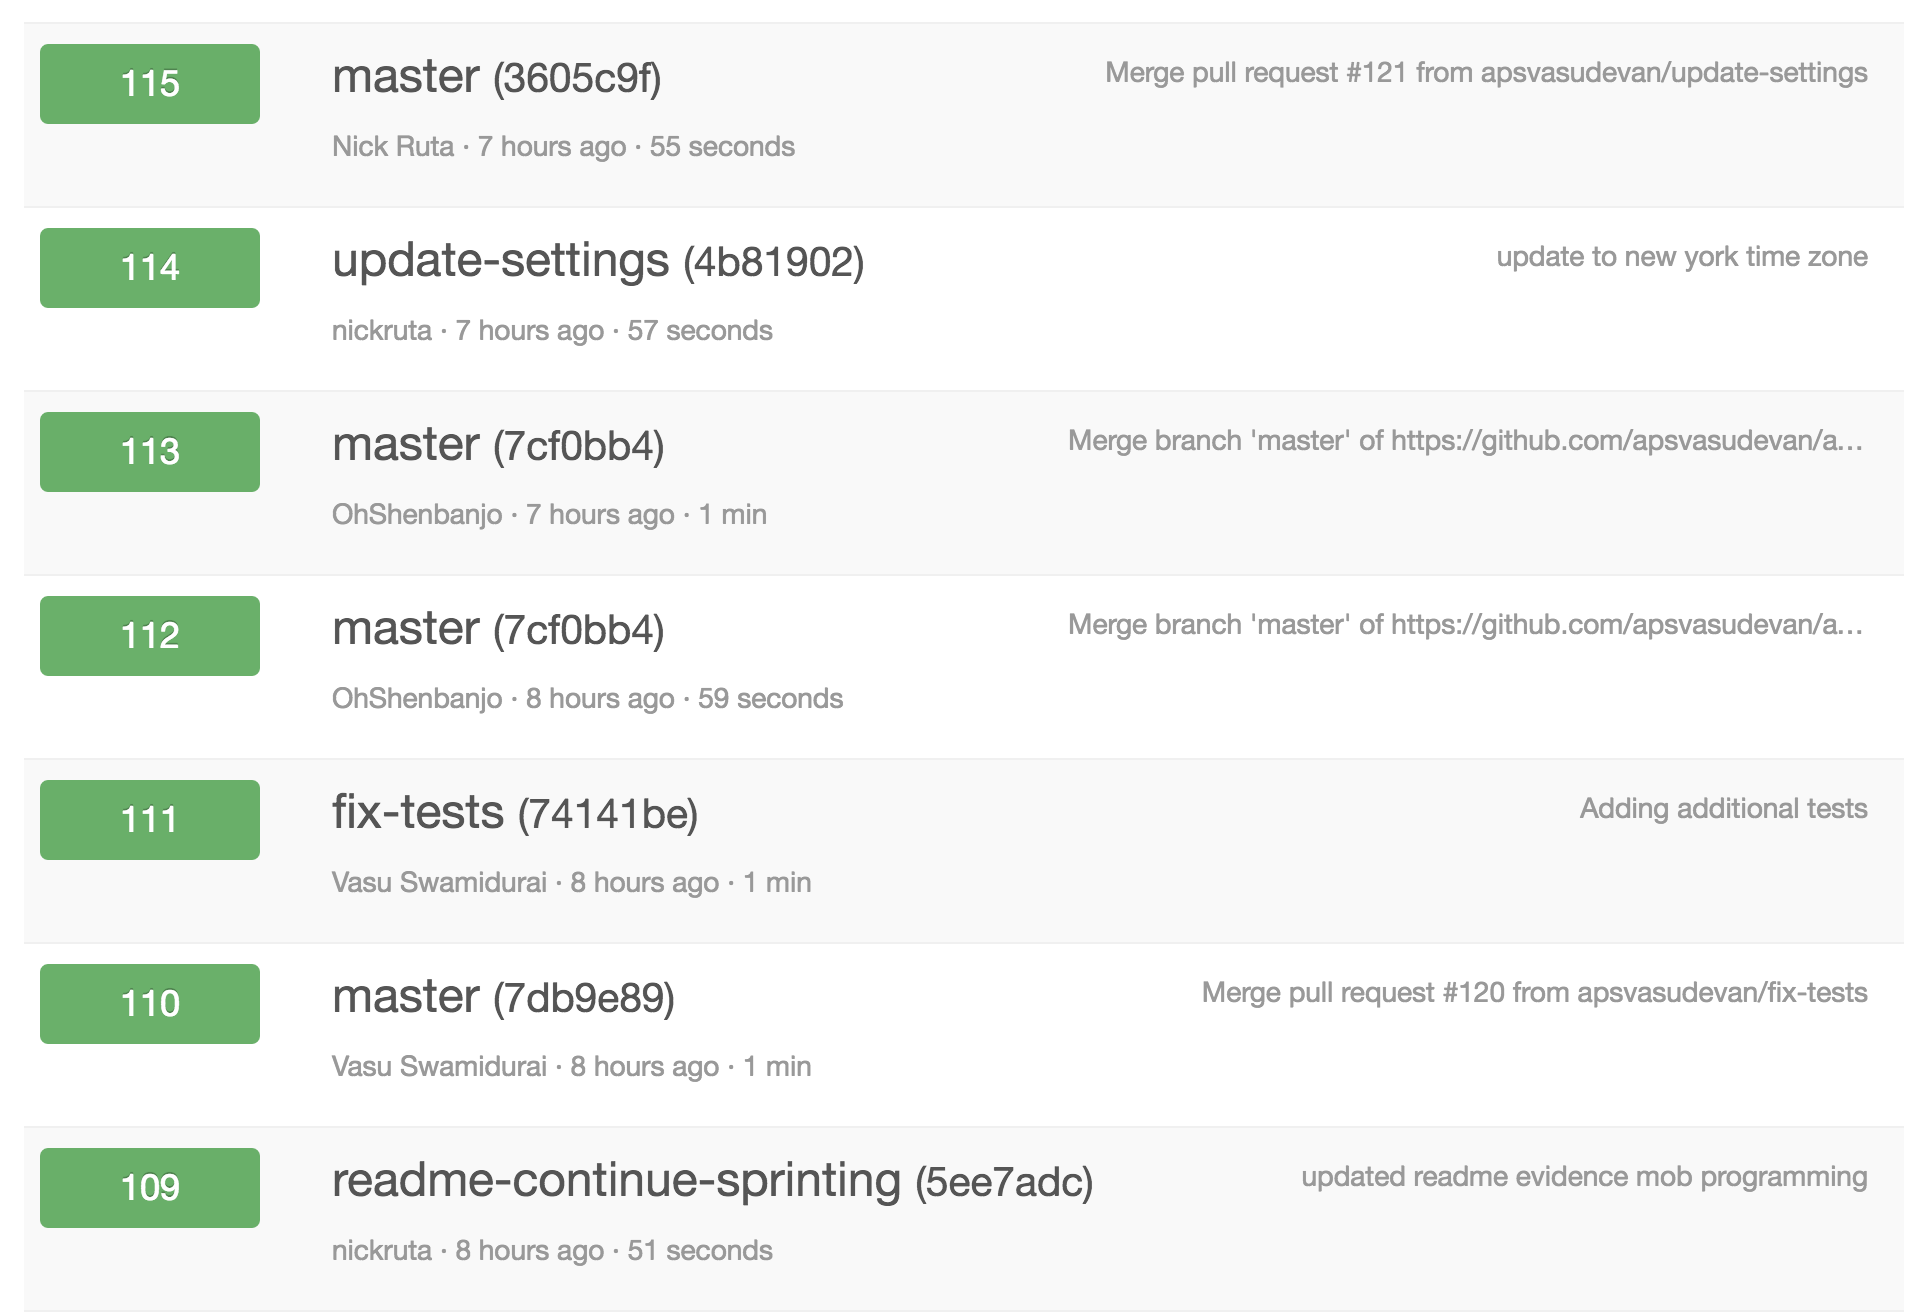 115
master (3605c9f)
Merge pull request #121 from apsvasudevan/update-settings
Nick Ruta · 7 hours ago · 55 seconds
114
update-settings (4b81902)
update to new york time zone
nickruta · 7 hours ago · 57 seconds
113
master (7cf0bb4)
Merge branch 'master' of https://github.com/apsvasudevan/a...
OhShenbanjo · 7 hours ago · 1 min
112
master (7cf0bb4)
Merge branch 'master' of https://github.com/apsvasudevan/a...
OhShenbanjo · 8 hours ago · 59 seconds
111
fix-tests (74141be)
Adding additional tests
Vasu Swamidurai · 8 hours ago · 1 min
110
master (7db9e89)
Merge pull request #120 from apsvasudevan/fix-tests
Vasu Swamidurai · 8 hours ago · 1 min
109
readme-continue-sprinting (5ee7adc)
updated readme evidence mob programming
nickruta · 8 hours ago · 51 seconds